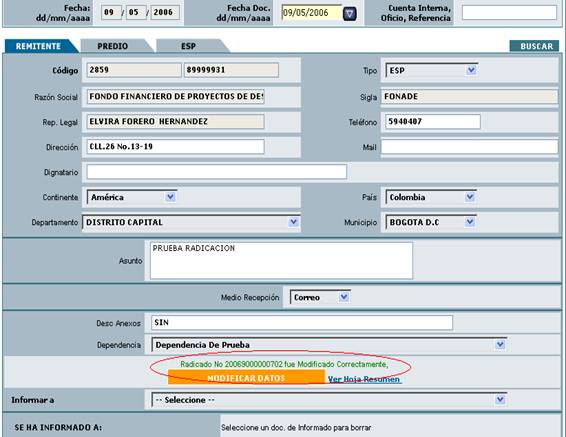 Fecha: dd/mm/aaaa 09 / 05 / 2006 Fecha Doc. dd/mm/aaaa 09/05/2006 Cuenta Interna, Oficio, Referencia
REMITENTE PREDIO ESP BUSCAR
Código 2859 89999931 Tipo ESP
Razón Social FONDO FINANCIERO DE PROYECTOS DE DE Sigla FONADE
Rep. Legal ELVIRA FORERO HERNANDEZ Teléfono 5940407
Dirección CLL.26 No.13-19 Mail
Dignatario
Continente América País Colombia
Departamento DISTRITO CAPITAL Municipio BOGOTA D.C
Asunto PRUEBA RADICACION
Medio Recepción Correo
Desc Anexos SIN
Dependencia Dependencia De Prueba
Radicado No 20069000000702 fue Modificado Correctamente,
MODIFICAR DATOS Ver Hoja Resumen
Informar a -- Seleccione --
SE HA INFORMADO A: Seleccione un doc. de Informado para borrar